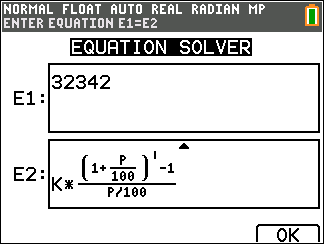 NORMAL FLOAT AUTO REAL RADIAN MP
ENTER EQUATION E1=E2
EQUATION SOLVER
E1: 32342
E2: K*((1+P/100)^I-1)/(P/100)
OK